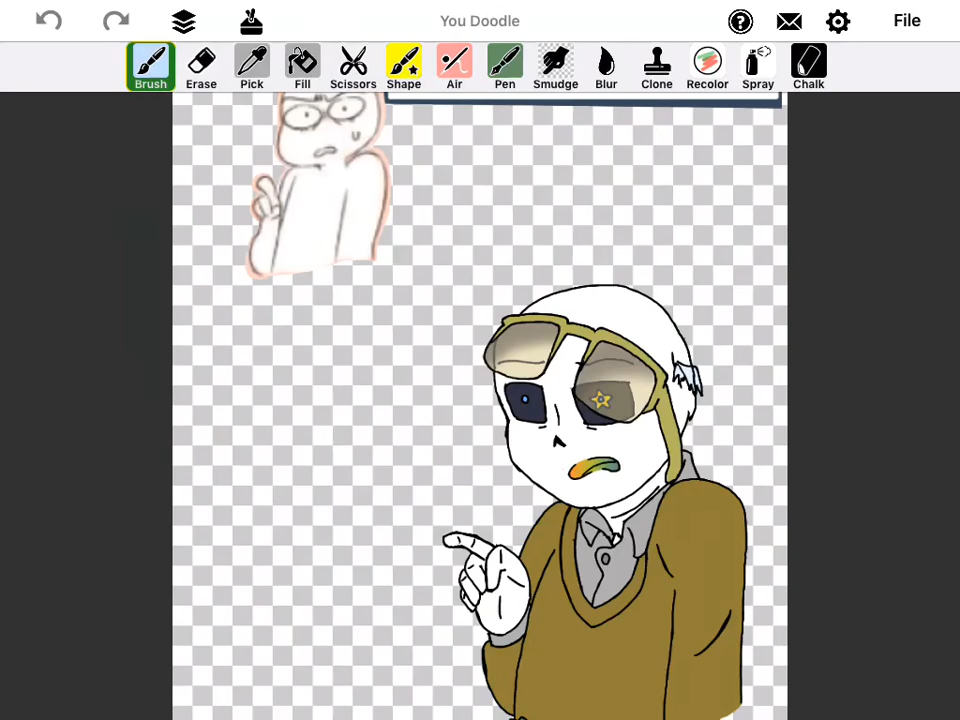 You Doodle
File
Brush Erase Pick Fill Scissors Shape Air Pen Smudge Blur Clone Recolor Spray Chalk